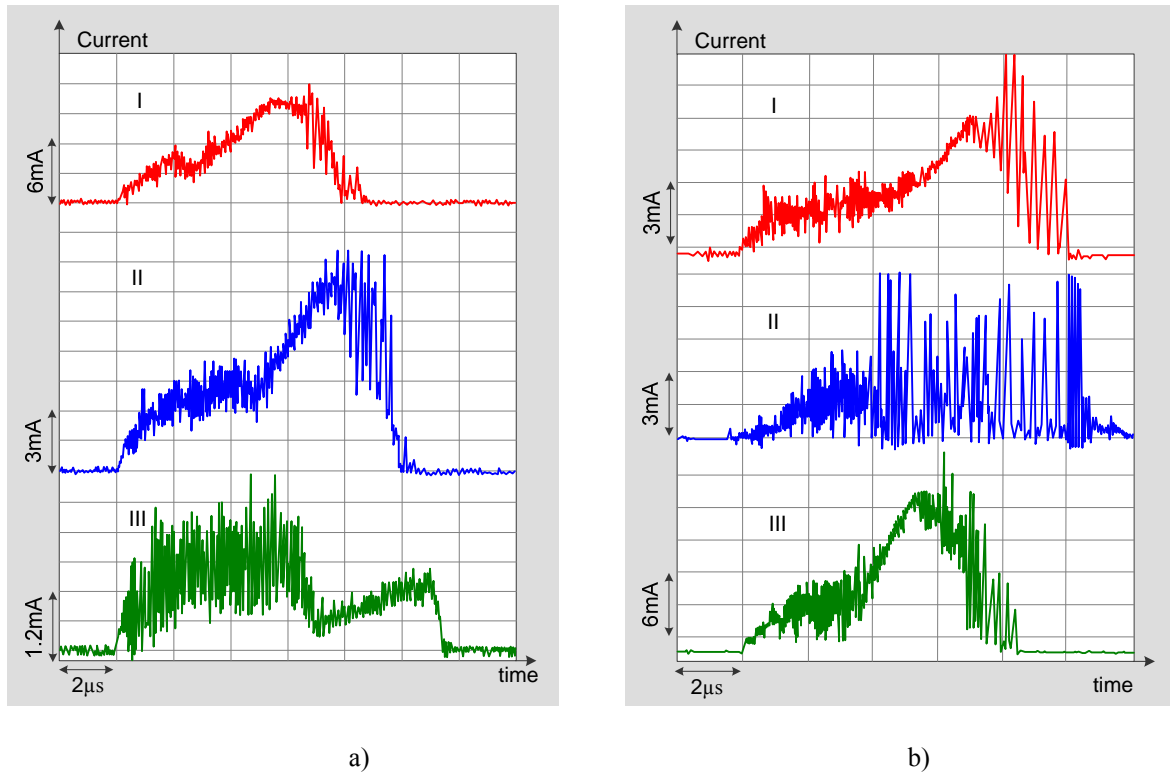 Current
I
6mA
II
3mA
III
1.2mA
2μs
time
a)
Current
I
3mA
II
3mA
III
6mA
2μs
time
b)